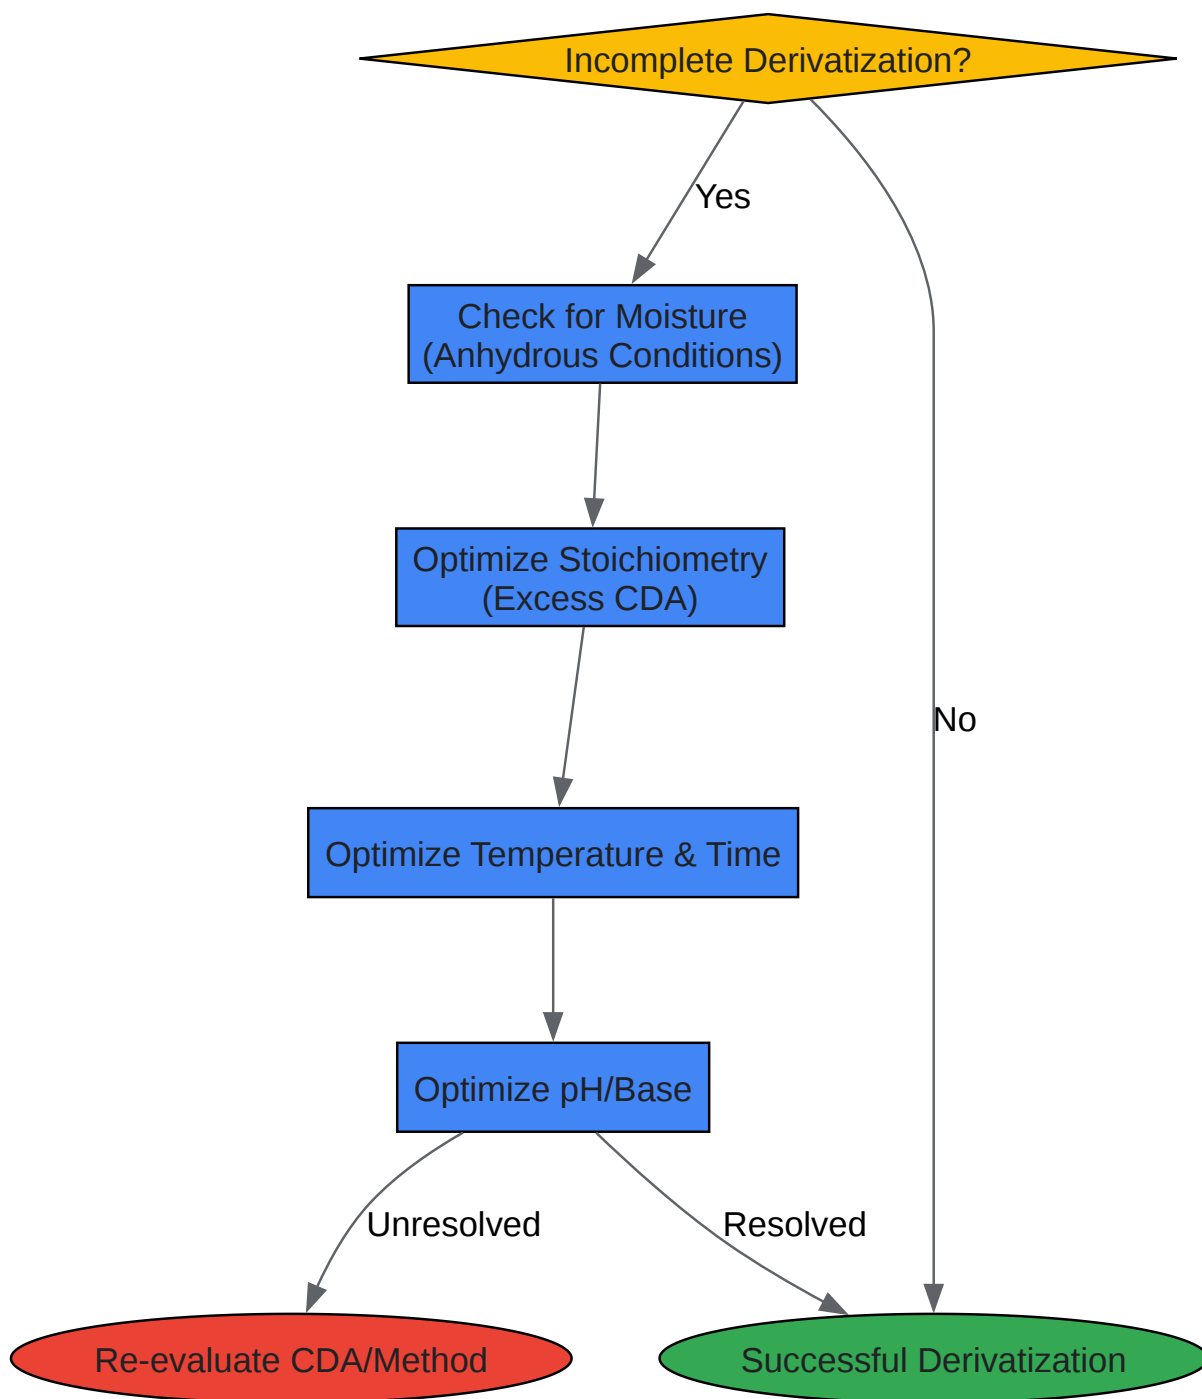 Incomplete Derivatization?
Yes
Check for Moisture
(Anhydrous Conditions)
Optimize Stoichiometry
(Excess CDA)
No
Optimize Temperature & Time
Optimize pH/Base
Unresolved
Resolved
Re-evaluate CDA/Method
Successful Derivatization